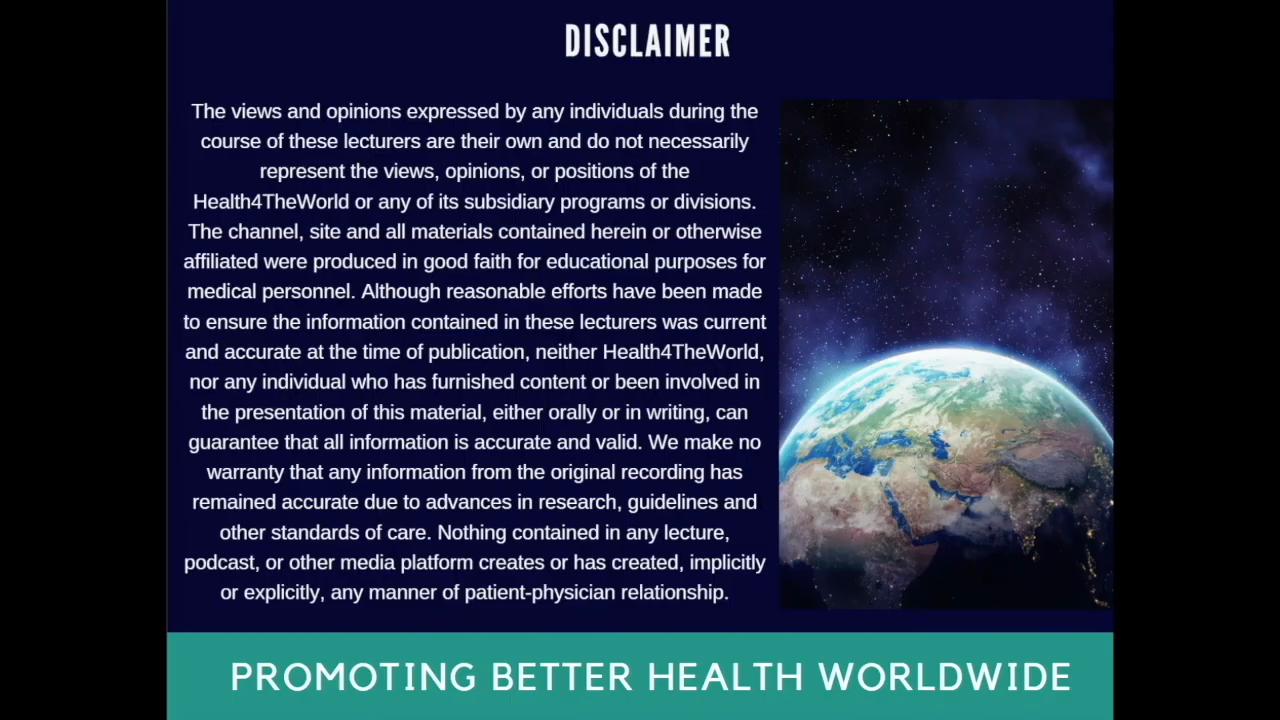 DISCLAIMER
The views and opinions expressed by any individuals during the
course of these lecturers are their own and do not necessarily
represent the views, opinions, or positions of the
Health4TheWorld or any of its subsidiary programs or divisions.
The channel, site and all materials contained herein or otherwise
affiliated were produced in good faith for educational purposes for
medical personnel. Although reasonable efforts have been made
to ensure the information contained in these lecturers was current
and accurate at the time of publication, neither Health4TheWorld,
nor any individual who has furnished content or been involved in
the presentation of this material, either orally or in writing, can
guarantee that all information is accurate and valid. We make no
warranty that any information from the original recording has
remained accurate due to advances in research, guidelines and
other standards of care. Nothing contained in any lecture,
podcast, or other media platform creates or has created, implicitly
or explicitly, any manner of patient-physician relationship.
PROMOTING BETTER HEALTH WORLDWIDE